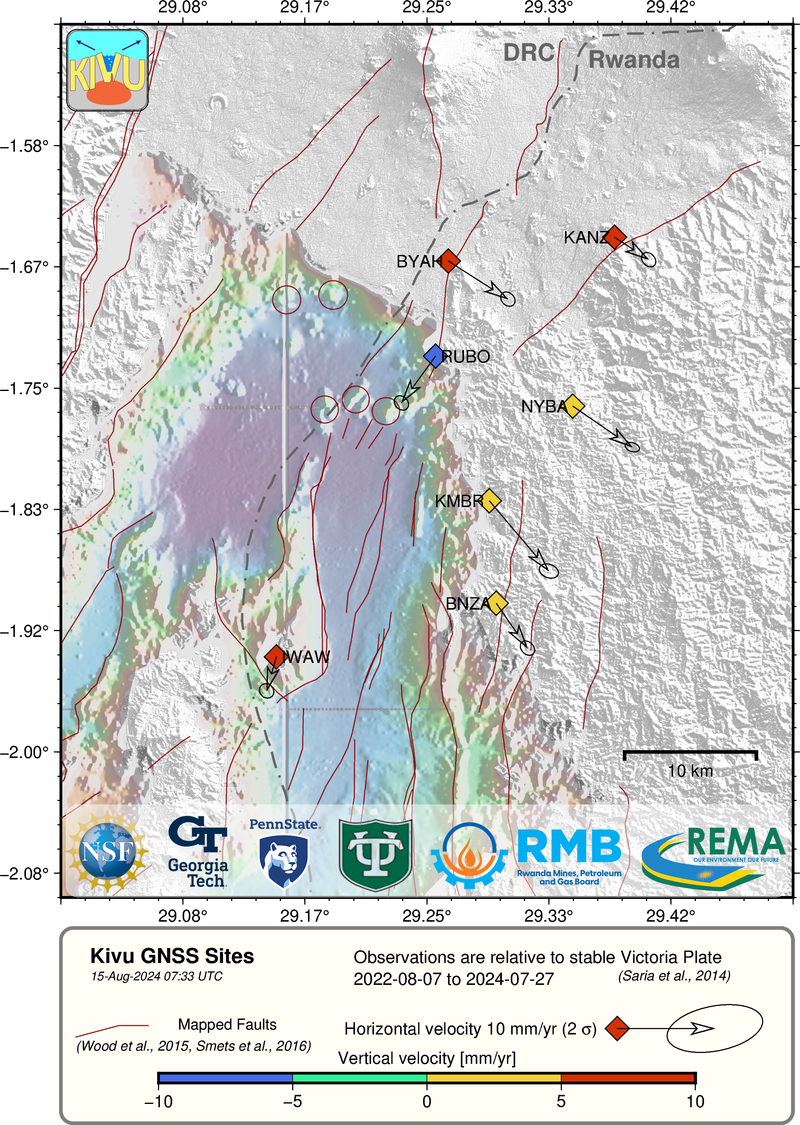 29.08° 29.17° 29.25° 29.33° 29.42°
KIVU
DRC
Rwanda
−1.58°
KANZ
BYAH
−1.67°
RUBO
−1.75°
NYBA
KMBR
−1.83°
BNZA
−1.92°
IWAW
−2.00°
10 km
NSF
GT
Georgia
Tech
PennState
RMB
Rwanda Mines, Petroleum
and Gas Board
REMA
OUR ENVIRONMENT OUR FUTURE
−2.08°
29.08° 29.17° 29.25° 29.33° 29.42°
Kivu GNSS Sites
15-Aug-2024 07:33 UTC
Observations are relative to stable Victoria Plate
2022-08-07 to 2024-07-27
(Saria et al., 2014)
Mapped Faults
(Wood et al., 2015, Smets et al., 2016)
Horizontal velocity 10 mm/yr (2 σ)
Vertical velocity [mm/yr]
−10 −5 0 5 10